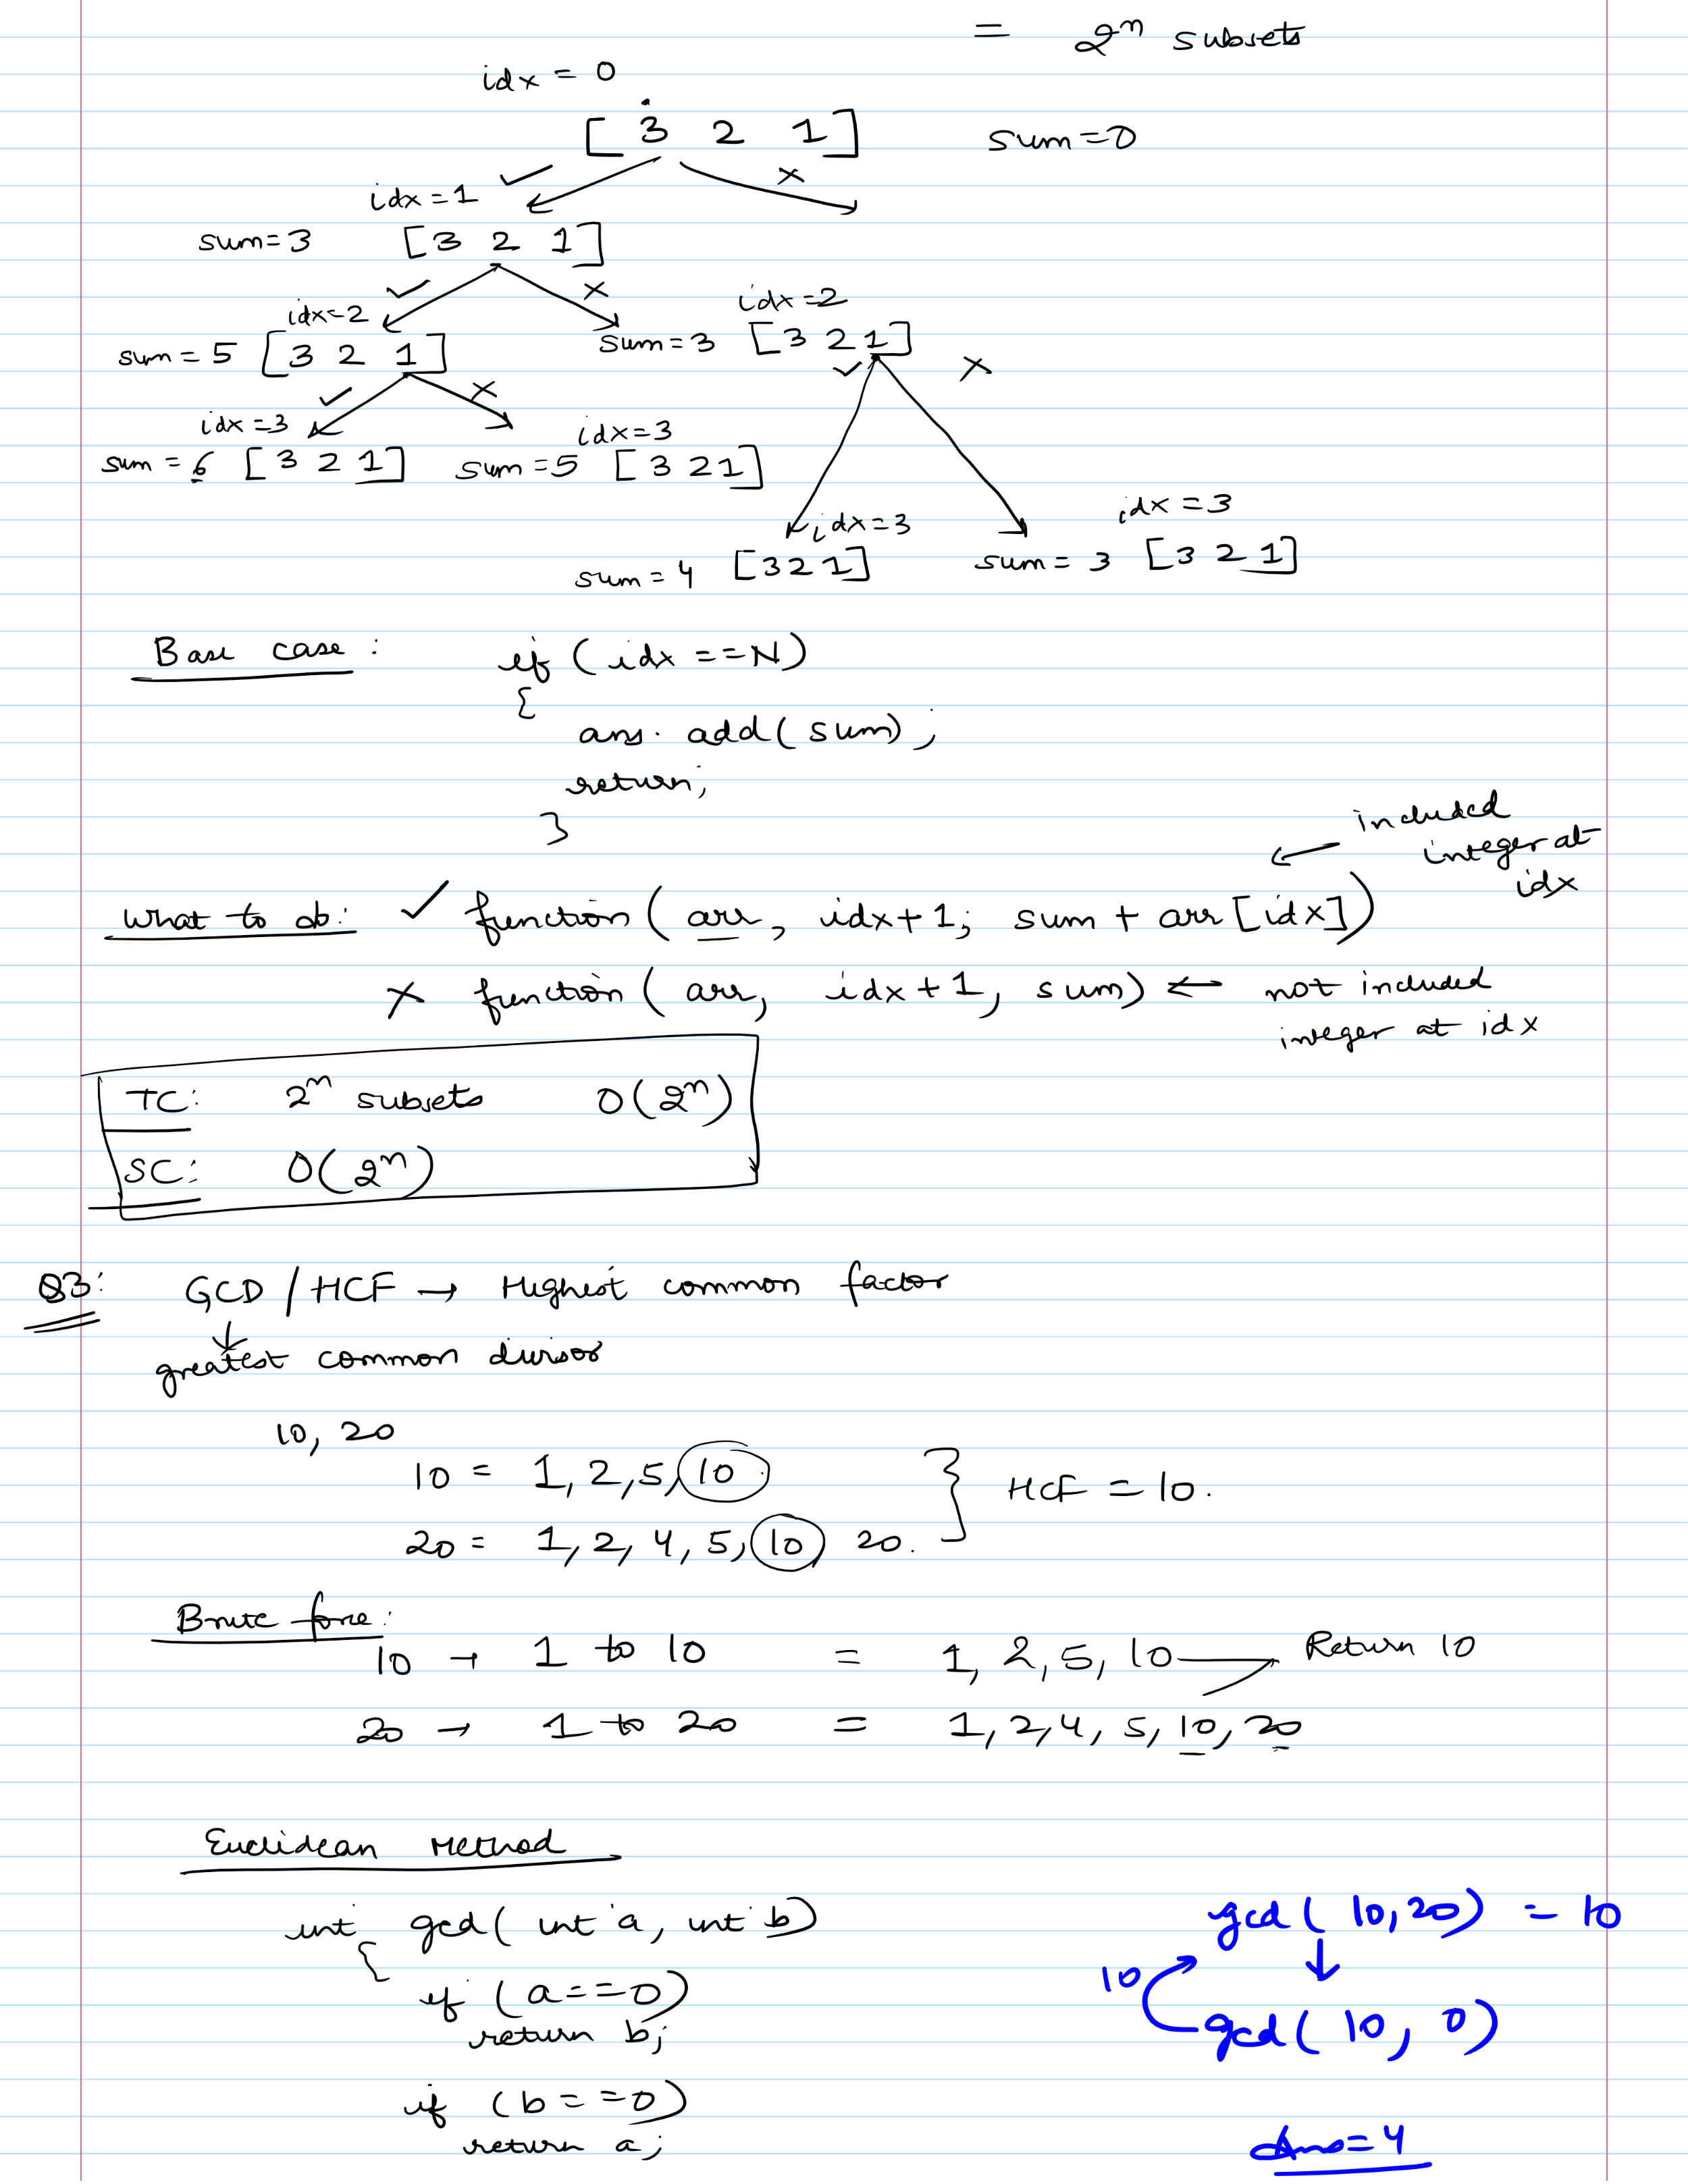 = 2^n subsets
idx = 0
[ 3 2 1 ] sum=0
✓ x
idx=1
sum=3 [ 3 2 1 ]
✓ x
idx=2 idx=2
sum = 5 [ 3 2 1 ] sum=3 [ 3 2 1 ]
✓ x ✓ x
idx=3 idx=3
sum = 6 [ 3 2 1 ] sum=5 [ 3 2 1 ]
idx=3 idx=3
sum=4 [ 3 2 1 ] sum= 3 [ 3 2 1 ]
Base case : if ( idx ==N)
{
ans. add( sum) ;
return;
}
included
integer at
idx
what to do: ✓ function( arr, idx+1, sum + arr [idx]) ←
x function( arr, idx+1, sum) ← not included
integer at idx
TC: 2^n subsets O(2^n)
SC: O(2^n)
Q3: GCD / HCF → Highest common factor
↓
greatest common divisor
10, 20
10 = 1, 2, 5, 10
20 = 1, 2, 4, 5, 10, 20.
} HCF = 10.
Brute force:
10 → 1 to 10 = 1, 2, 5, 10 → Return 10
20 → 1 to 20 = 1, 2, 4, 5, 10, 20
Euclidean Method
int gcd( int a, int b)
{
if (a==0)
return b;
if (b==0)
return a;
gcd( 10,20) = 10
↓
10
gcd( 10, 0)
Ans=4